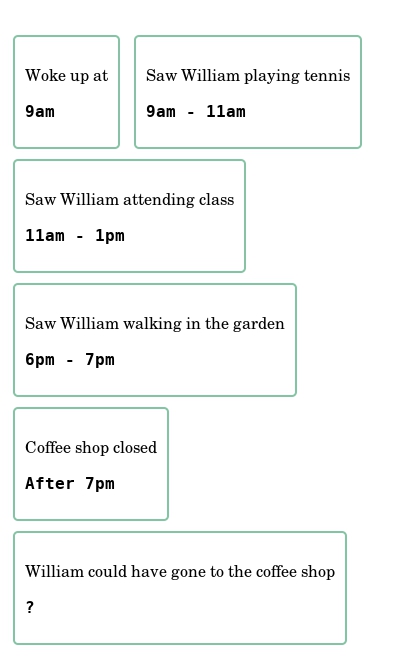 Woke up at
9am
Saw William playing tennis
9am - 11am
Saw William attending class
11am - 1pm
Saw William walking in the garden
6pm - 7pm
Coffee shop closed
After 7pm
William could have gone to the coffee shop
?